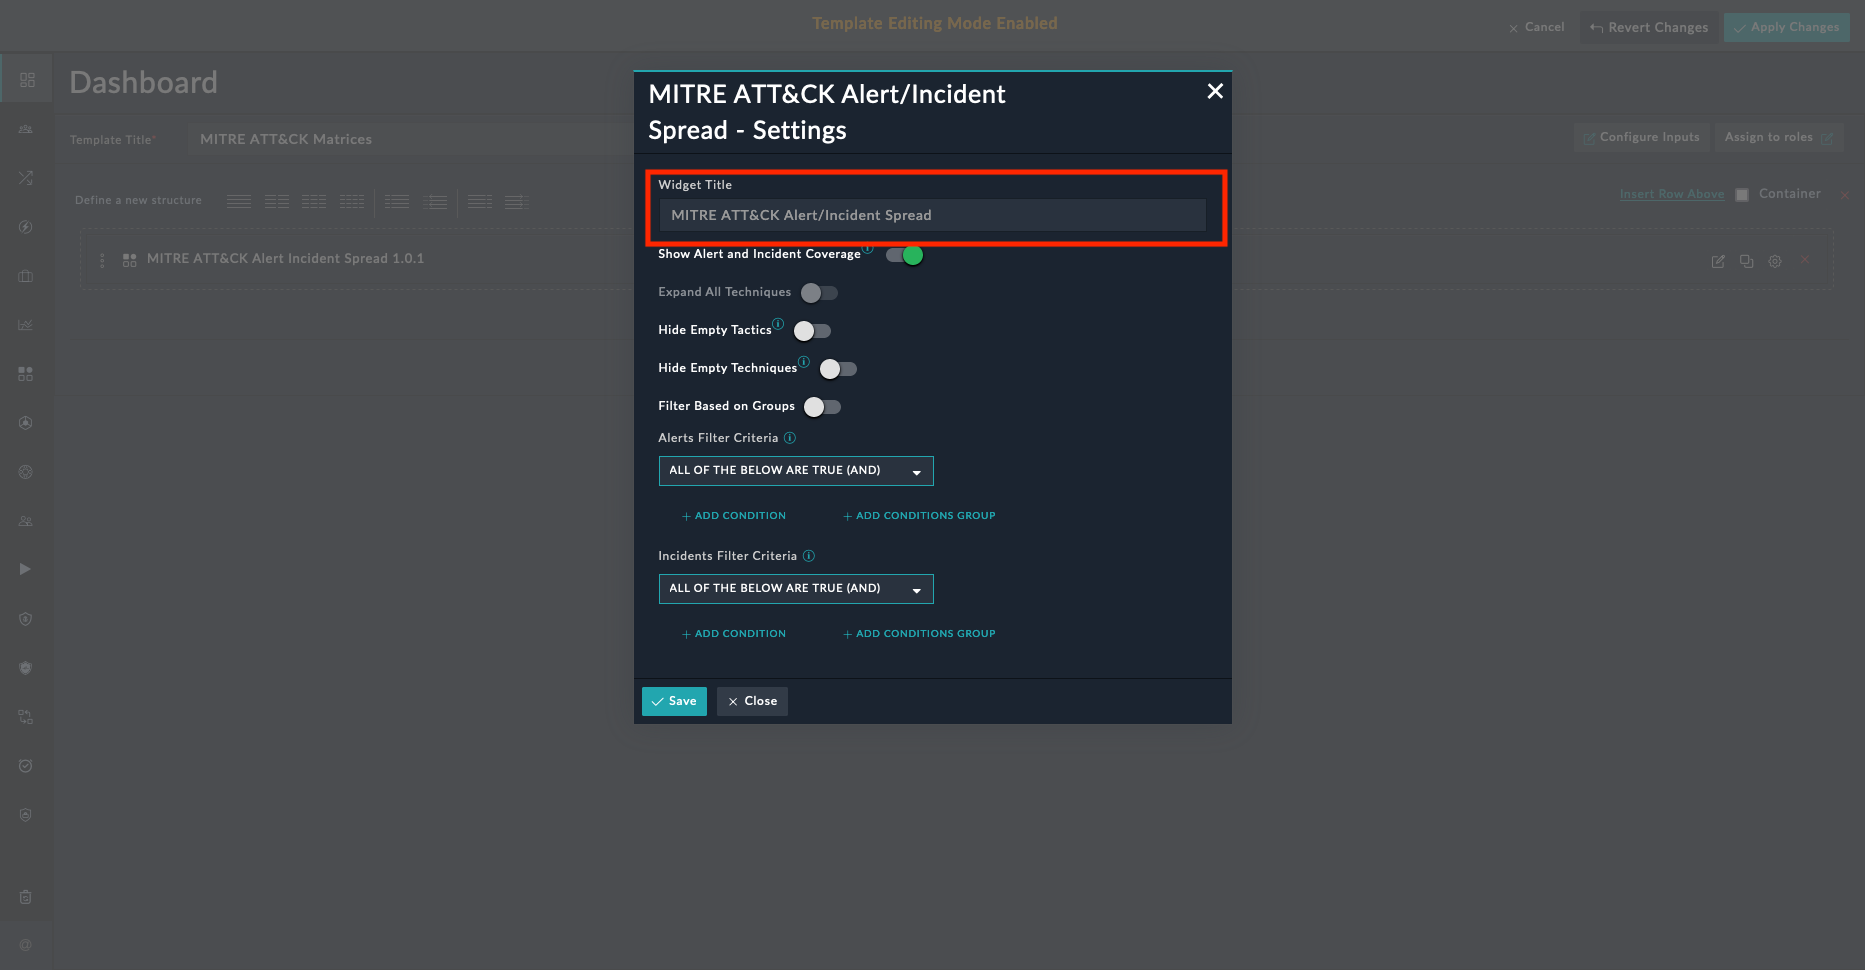 Template Editing Mode Enabled
Cancel
Revert Changes
Apply Changes
Dashboard
Template Title*
MITRE ATT&CK Matrices
Configure Inputs
Assign to roles
Define a new structure
Insert Row Above
Container
MITRE ATT&CK Alert Incident Spread 1.0.1
MITRE ATT&CK Alert/Incident
Spread - Settings
Widget Title
MITRE ATT&CK Alert/Incident Spread
Show Alert and Incident Coverage
Expand All Techniques
Hide Empty Tactics
Hide Empty Techniques
Filter Based on Groups
Alerts Filter Criteria
ALL OF THE BELOW ARE TRUE (AND)
+ ADD CONDITION
+ ADD CONDITIONS GROUP
Incidents Filter Criteria
ALL OF THE BELOW ARE TRUE (AND)
+ ADD CONDITION
+ ADD CONDITIONS GROUP
Save
Close